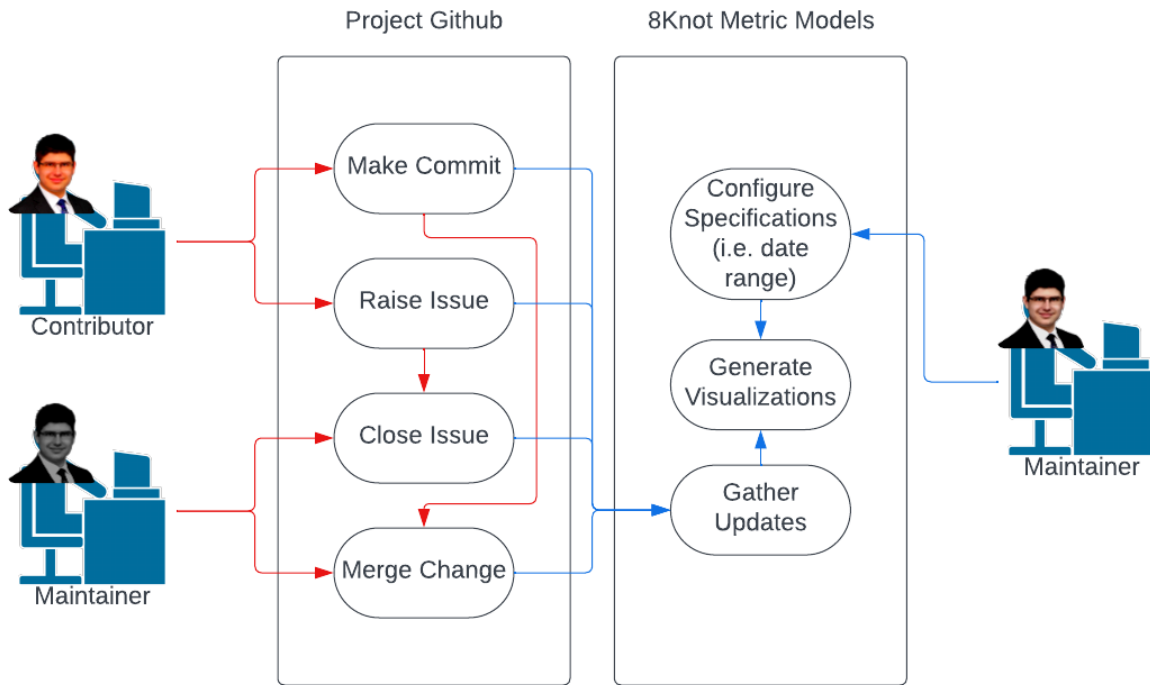 Project Github
8Knot Metric Models
Make Commit
Raise Issue
Close Issue
Merge Change
Configure
Specifications
(i.e. date
range)
Generate
Visualizations
Gather
Updates
Contributor
Maintainer
Maintainer